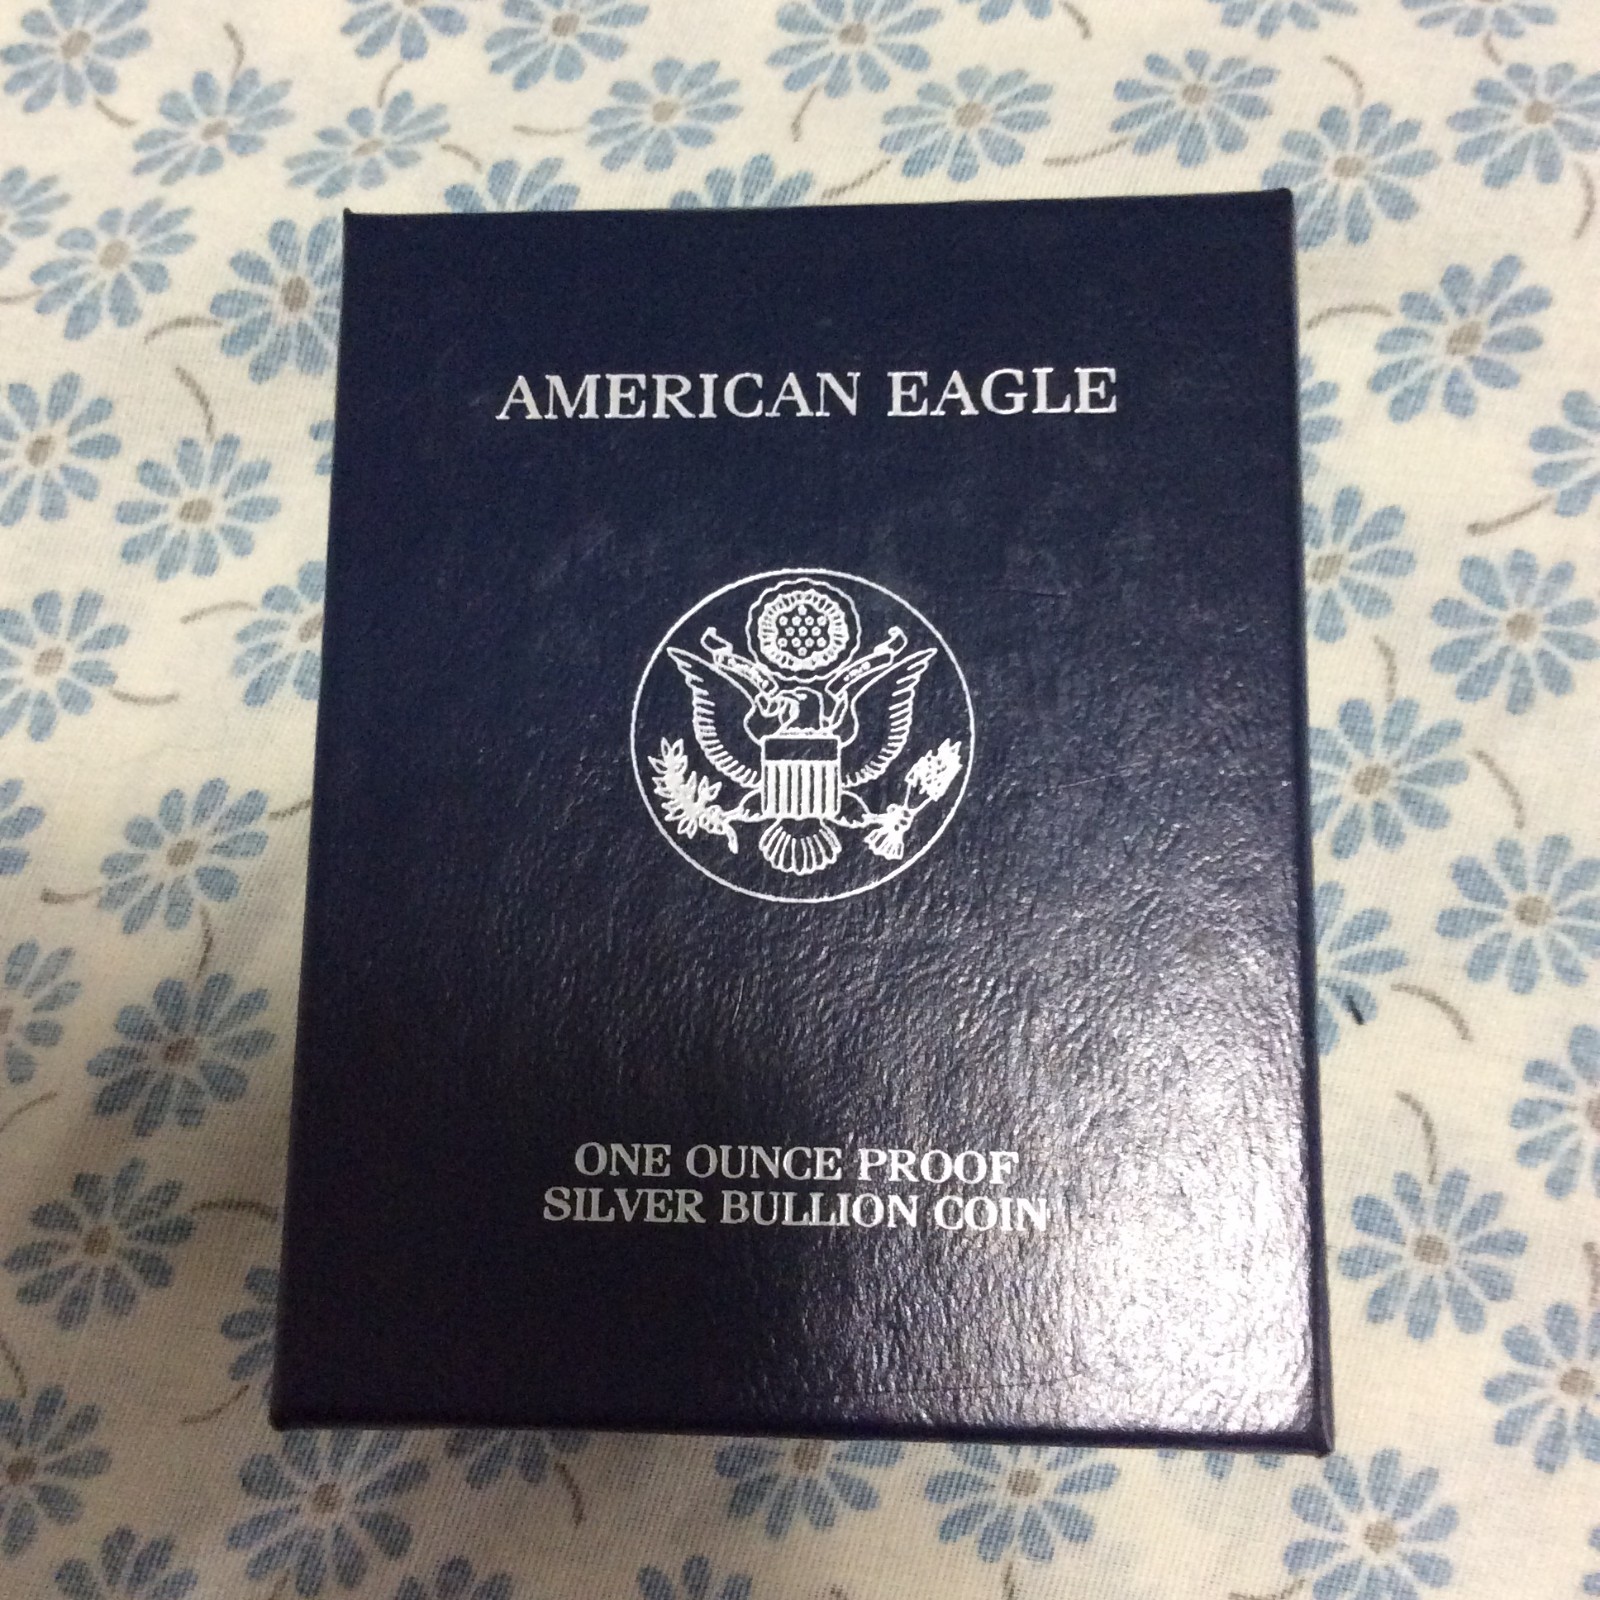 AMERICAN EAGLE
ONE OUNCE PROOF
SILVER BULLION COIN